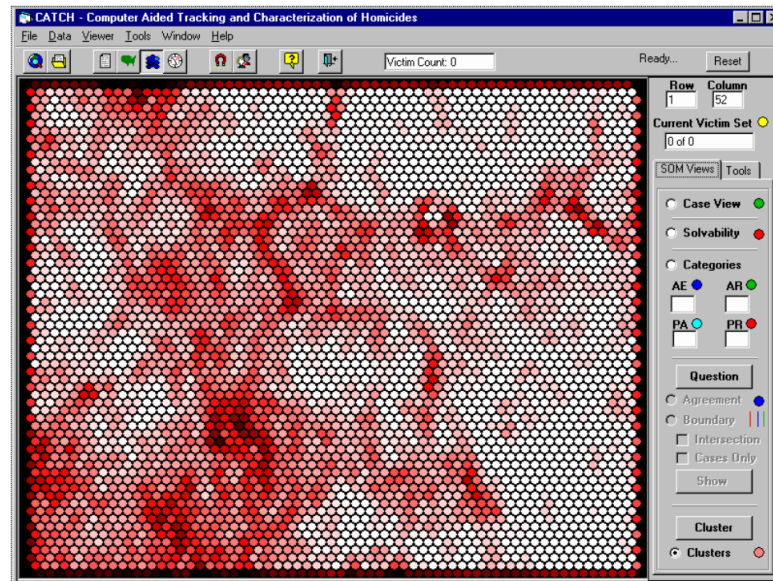 CATCH - Computer Aided Tracking and Characterization of Homicides
File Data Viewer Tools Window Help
Victim Count: 0
Ready...
Reset
Row Column
1 52
Current Victim Set
0 of 0
SOM Views Tools
Case View
Solvability
Categories
AE AR
PA PR
Question
Agreement
Boundary
Intersection
Cases Only
Show
Cluster
Clusters